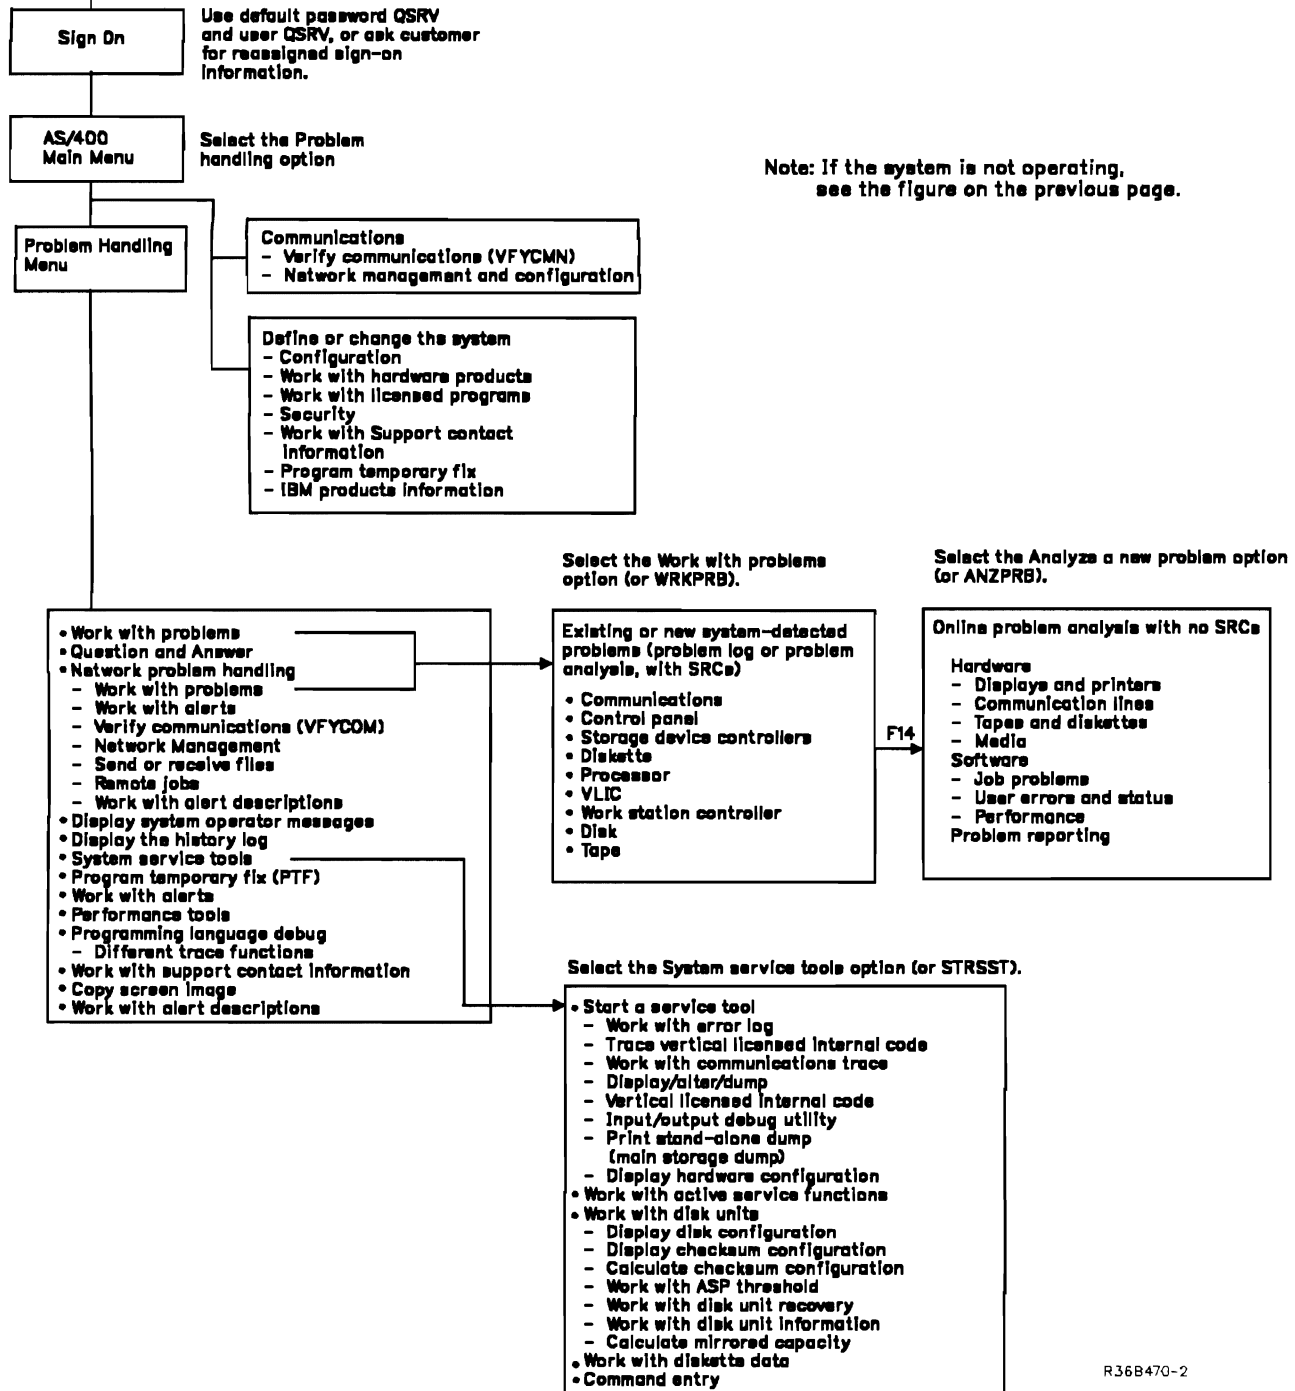 Sign On
Use default password QSRV
and user QSRV, or ask customer
for reassigned sign-on
information.
AS/400
Main Menu
Select the Problem
handling option
Note: If the system is not operating,
see the figure on the previous page.
Problem Handling
Menu
Communications
- Verify communications (VFYCMN)
- Network management and configuration
Define or change the system
- Configuration
- Work with hardware products
- Work with licensed programs
- Security
- Work with Support contact
information
- Program temporary fix
- IBM products information
Select the Work with problems
option (or WRKPRB).
Select the Analyze a new problem option
(or ANZPRB).
• Work with problems
• Question and Answer
• Network problem handling
- Work with problems
- Work with alerts
- Verify communications (VFYCOM)
- Network Management
- Send or receive files
- Remote jobs
- Work with alert descriptions
• Display system operator messages
• Display the history log
• System service tools
• Program temporary fix (PTF)
• Work with alerts
• Performance tools
• Programming language debug
- Different trace functions
• Work with support contact information
• Copy screen image
• Work with alert descriptions
Existing or new system-detected
problems (problem log or problem
analysis, with SRCs)
• Communications
• Control panel
• Storage device controllers
• Diskette
• Processor
• VLIC
• Work station controller
• Disk
• Tape
F14
Online problem analysis with no SRCs
Hardware
- Displays and printers
- Communication lines
- Tapes and diskettes
- Media
Software
- Job problems
- User errors and status
- Performance
Problem reporting
Select the System service tools option (or STRSST).
• Start a service tool
- Work with error log
- Trace vertical licensed internal code
- Work with communications trace
- Display/alter/dump
- Vertical licensed internal code
- Input/output debug utility
- Print stand-alone dump
(main storage dump)
- Display hardware configuration
• Work with active service functions
• Work with disk units
- Display disk configuration
- Display checksum configuration
- Calculate checksum configuration
- Work with ASP threshold
- Work with disk unit recovery
- Work with disk unit information
- Calculate mirrored capacity
• Work with diskette data
• Command entry
R36B470-2